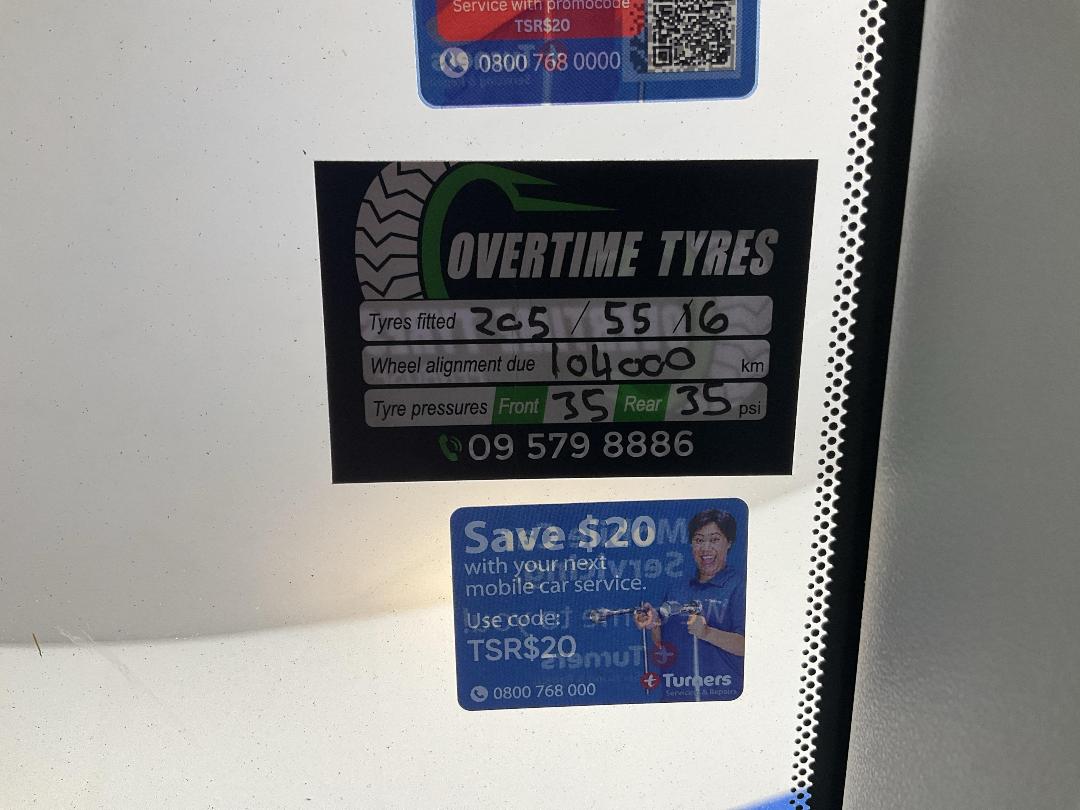 Service with promocode
TSR$20
0800 768 0000
OVERTIME TYRES
Tyres fitted 205 / 55 /16
Wheel alignment due 104000 km
Tyre pressures Front 35 Rear 35 psi
09 579 8886
Save $20
with your next
mobile car service.
Use code:
TSR$20
Turners
Servicing & Repairs
0800 768 000